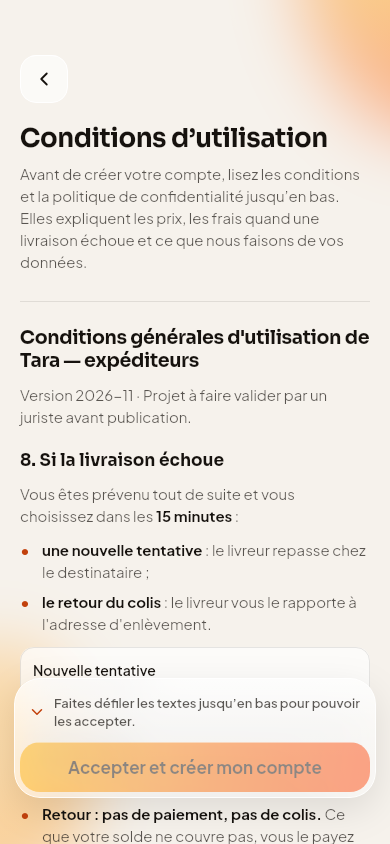 Conditions d’utilisation
Avant de créer votre compte, lisez les conditions
et la politique de confidentialité jusqu’en bas.
Elles expliquent les prix, les frais quand une
livraison échoue et ce que nous faisons de vos
données.
Conditions générales d'utilisation de
Tara — expéditeurs
Version 2026–11 · Projet à faire valider par un
juriste avant publication.
8. Si la livraison échoue
Vous êtes prévenu tout de suite et vous
choisissez dans les 15 minutes :
une nouvelle tentative : le livreur repasse chez
le destinataire ;
le retour du colis : le livreur vous le rapporte à
l'adresse d'enlèvement.
Nouvelle tentative
Faites défiler les textes jusqu’en bas pour pouvoir
les accepter.
Accepter et créer mon compte
Retour : pas de paiement, pas de colis. Ce
que votre solde ne couvre pas, vous le payez